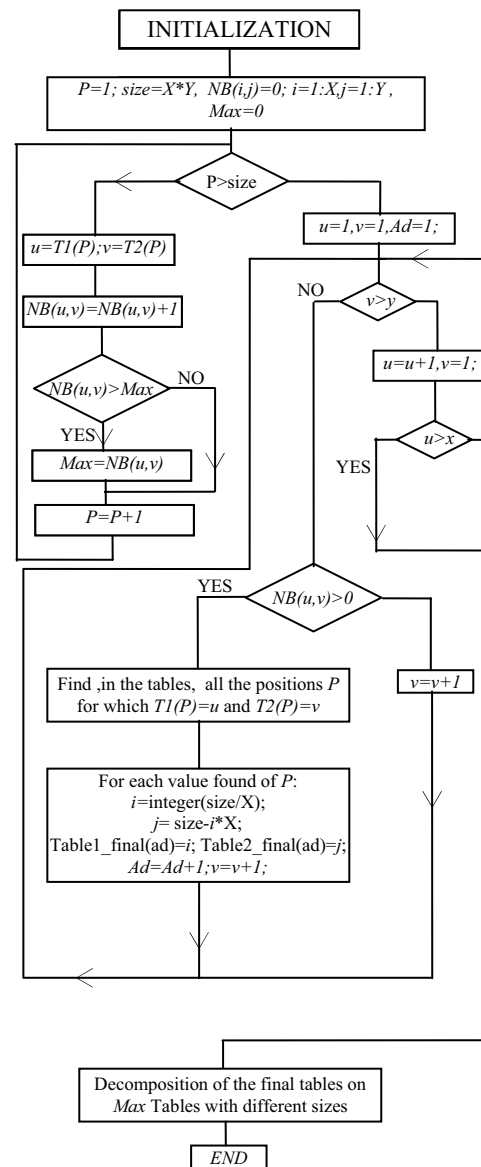 INITIALIZATION
P=1; size=X*Y, NB(i,j)=0; i=1:X,j=1:Y ,
Max=0
P>size
u=T1(P);v=T2(P)
NB(u,v)=NB(u,v)+1
NB(u,v)>Max
NO
YES
Max=NB(u,v)
P=P+1
u=1,v=1,Ad=1;
NO
v>y
u=u+1,v=1;
u>x
YES
YES
NB(u,v)>0
Find ,in the tables, all the positions P
for which T1(P)=u and T2(P)=v
v=v+1
For each value found of P:
i=integer(size/X);
j= size-i*X;
Table1_final(ad)=i; Table2_final(ad)=j;
Ad=Ad+1;v=v+1;
Decomposition of the final tables on
Max Tables with different sizes
END